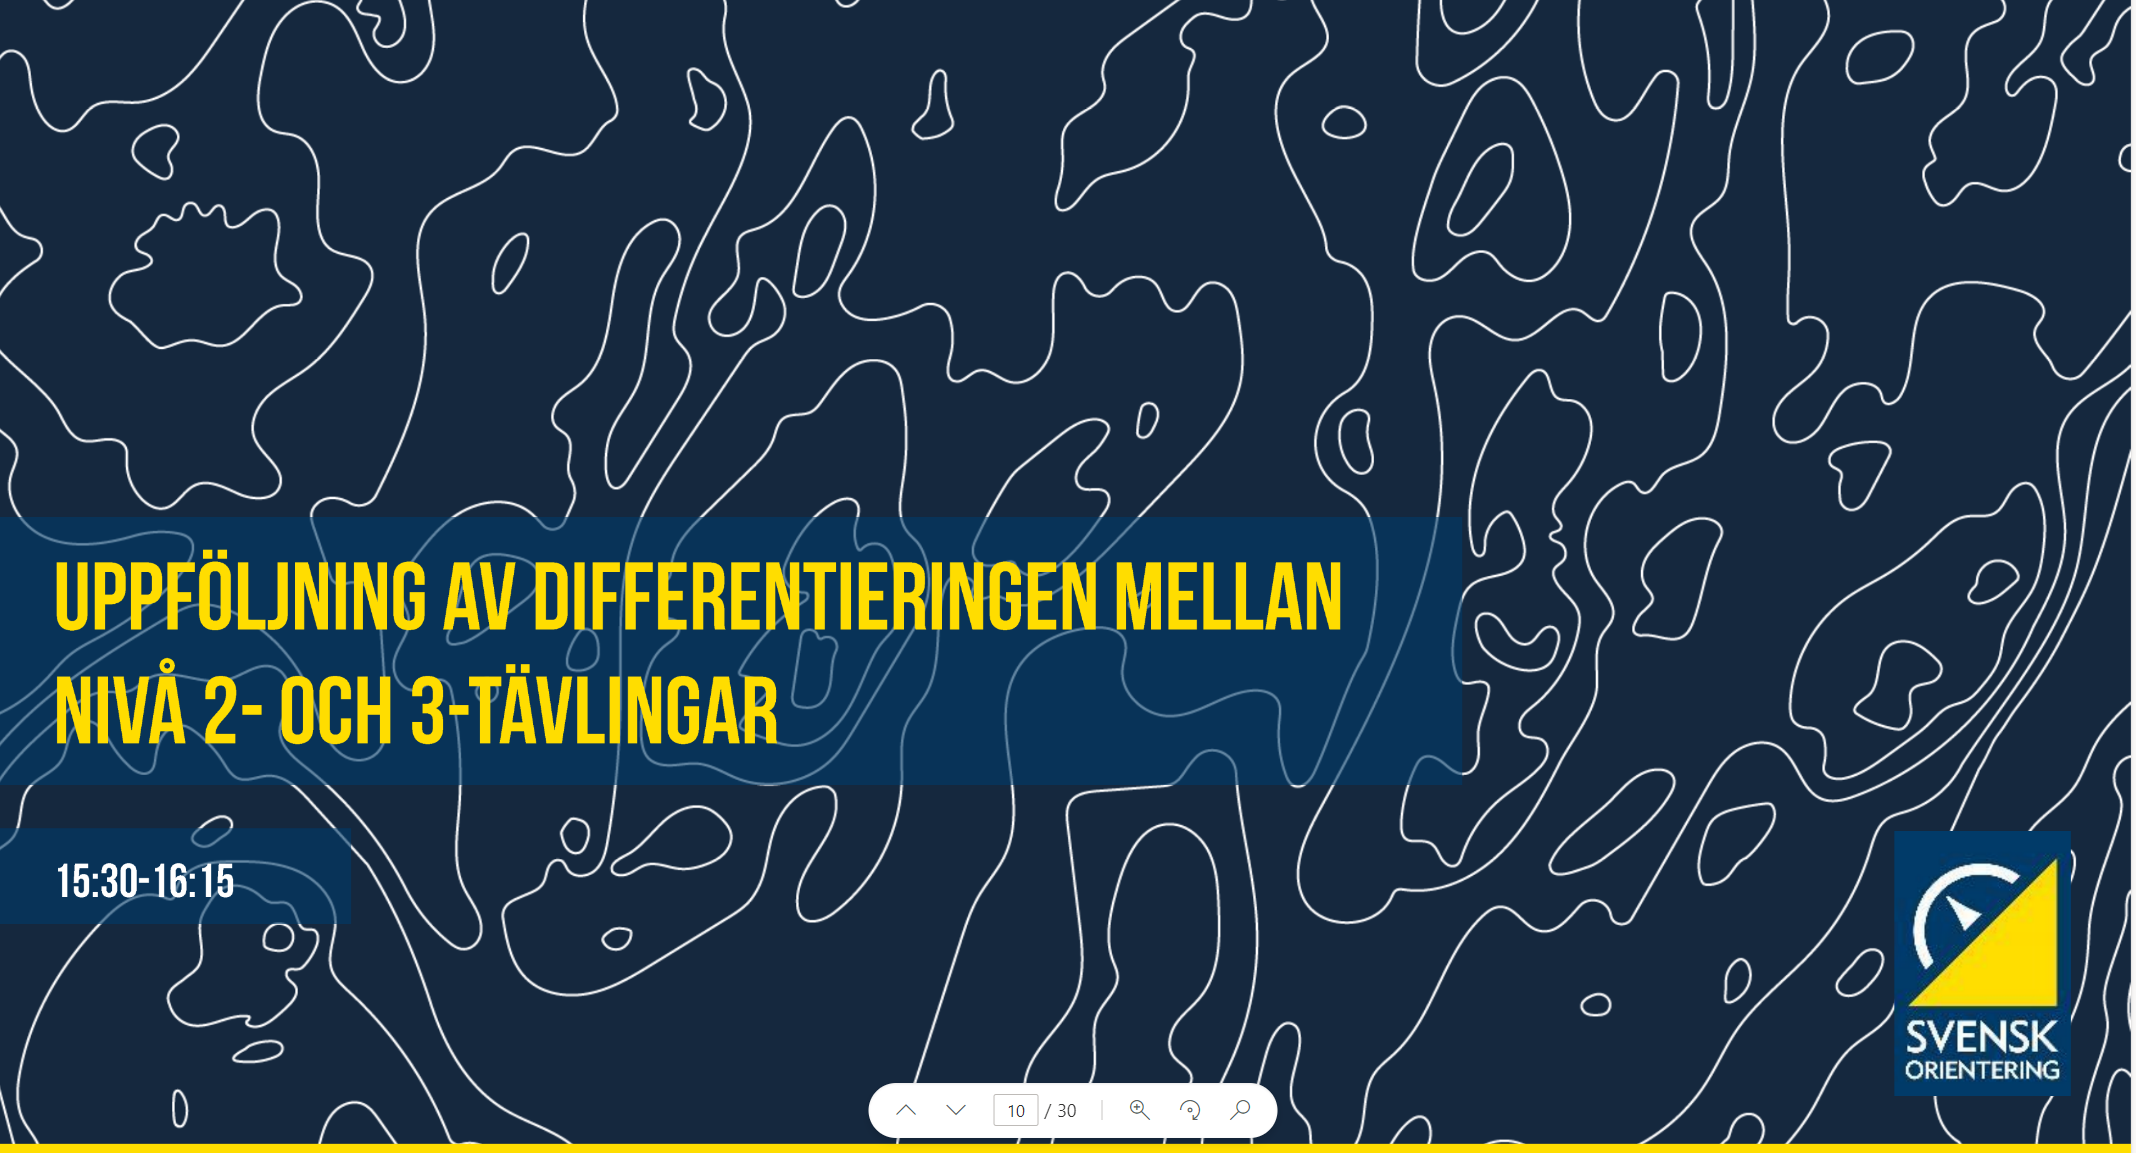 UPPFÖLJNING AV DIFFERENTIERINGEN MELLAN
NIVÅ 2- OCH 3-TÄVLINGAR
15:30-16:15
SVENSK
ORIENTERING
10 / 30